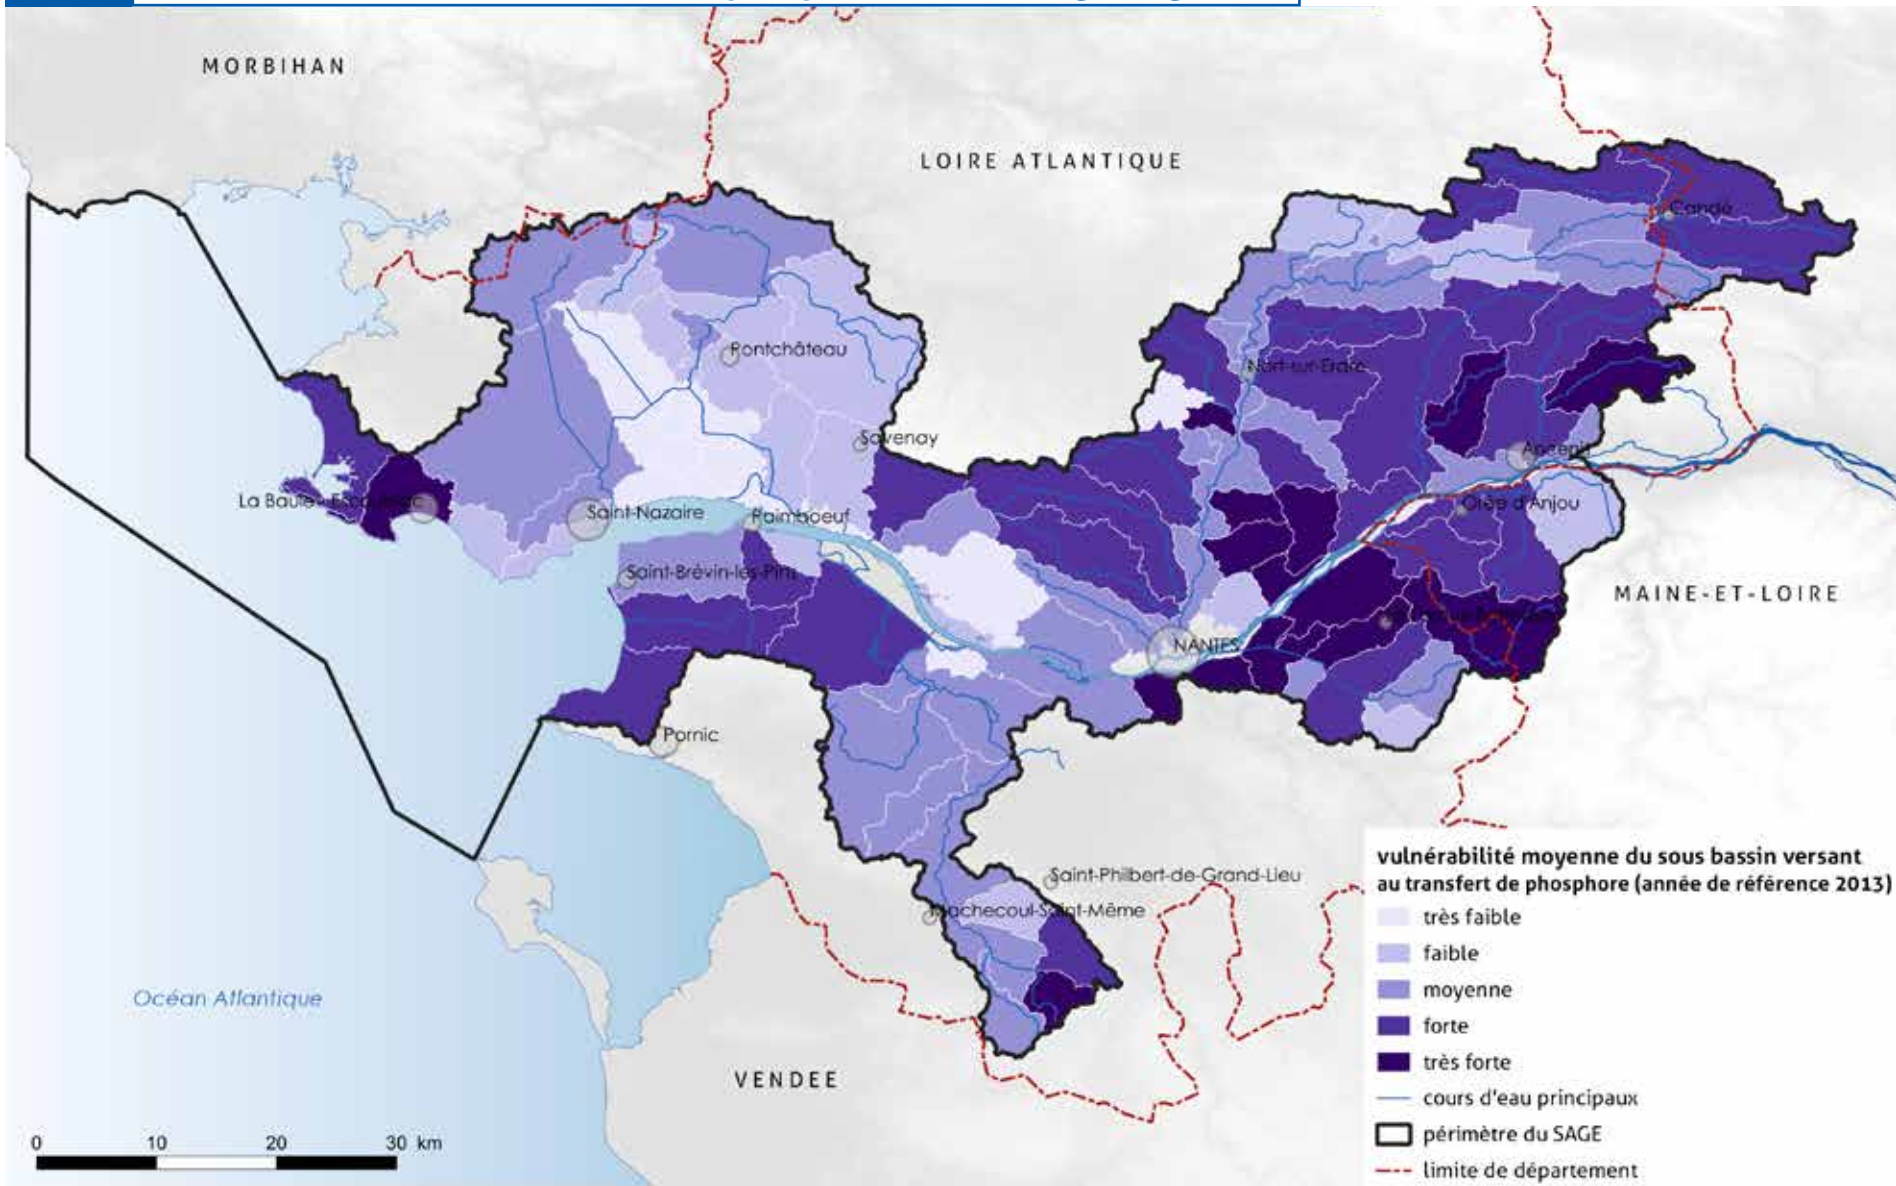 MORBIHAN
LOIRE ATLANTIQUE
Candé
Pontchâteau
Nort-sur-Erdre
Savenay
Ancenis
La Baule-Escoublac
Saint-Nazaire
Paimboeuf
Orée d'Anjou
Saint-Brévin-les-Pins
MAINE-ET-LOIRE
NANTES
Pornic
Saint-Philbert-de-Grand-Lieu
Machecoul-Saint-Même
Océan Atlantique
VENDEE
0 10 20 30 km
vulnérabilité moyenne du sous bassin versant
au transfert de phosphore (année de référence 2013)
très faible
faible
moyenne
forte
très forte
cours d'eau principaux
périmètre du SAGE
limite de département